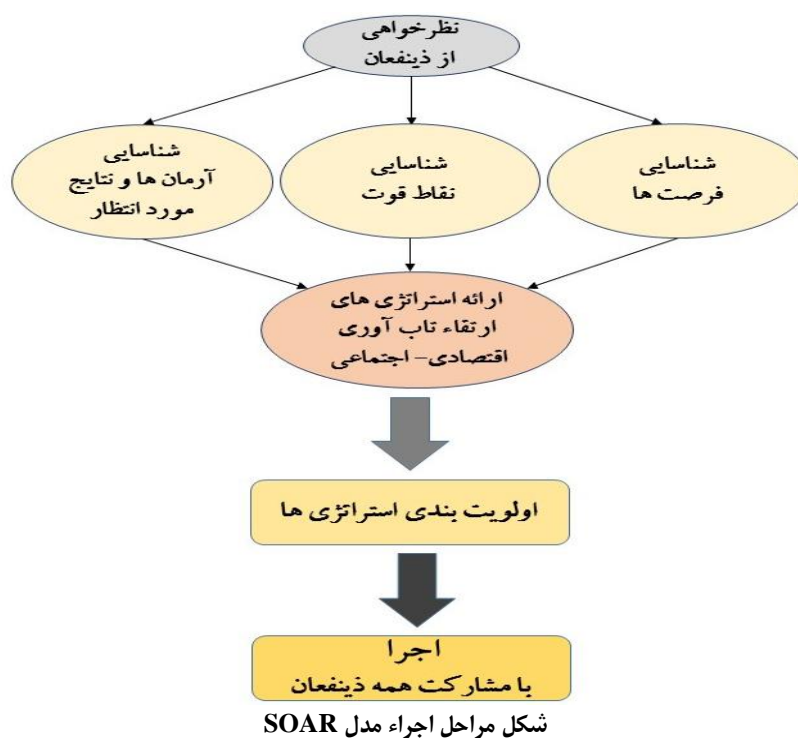 نظرخواهی
از ذینفعان
شناسایی
فرصت ها
شناسایی
نقاط قوت
شناسایی
آرمان ها و نتایج
مورد انتظار
ارائه استراتژی های
ارتقاء تاب آوری
اقتصادی- اجتماعی
اولویت بندی استراتژی ها
اجرا
با مشارکت همه ذینفعان
شکل مراحل اجراء مدل SOAR